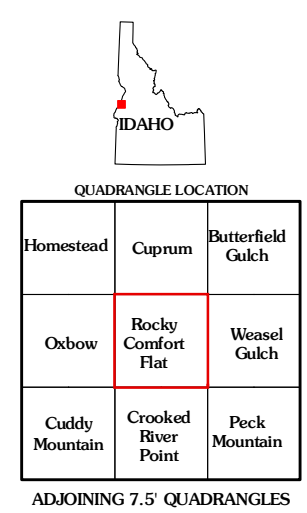 IDAHO
QUADRANGLE LOCATION
Homestead
Cuprum
Butterfield
Gulch
Oxbow
Rocky
Comfort
Flat
Weasel
Gulch
Cuddy
Mountain
Crooked
River
Point
Peck
Mountain
ADJOINING 7.5' QUADRANGLES